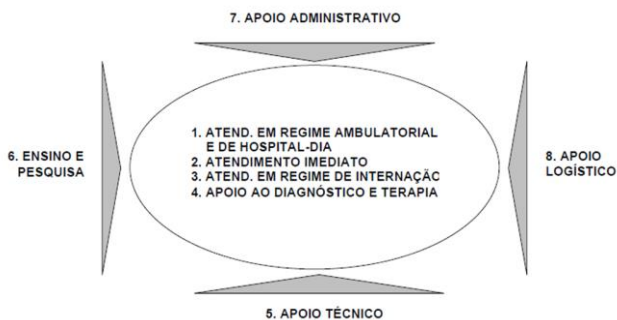 7. APOIO ADMINISTRATIVO
1. ATEND. EM REGIME AMBULATORIAL
E DE HOSPITAL-DIA
2. ATENDIMENTO IMEDIATO
3. ATEND. EM REGIME DE INTERNAÇÃO
4. APOIO AO DIAGNÓSTICO E TERAPIA
6. ENSINO E
PESQUISA
8. APOIO
LOGÍSTICO
5. APOIO TÉCNICO